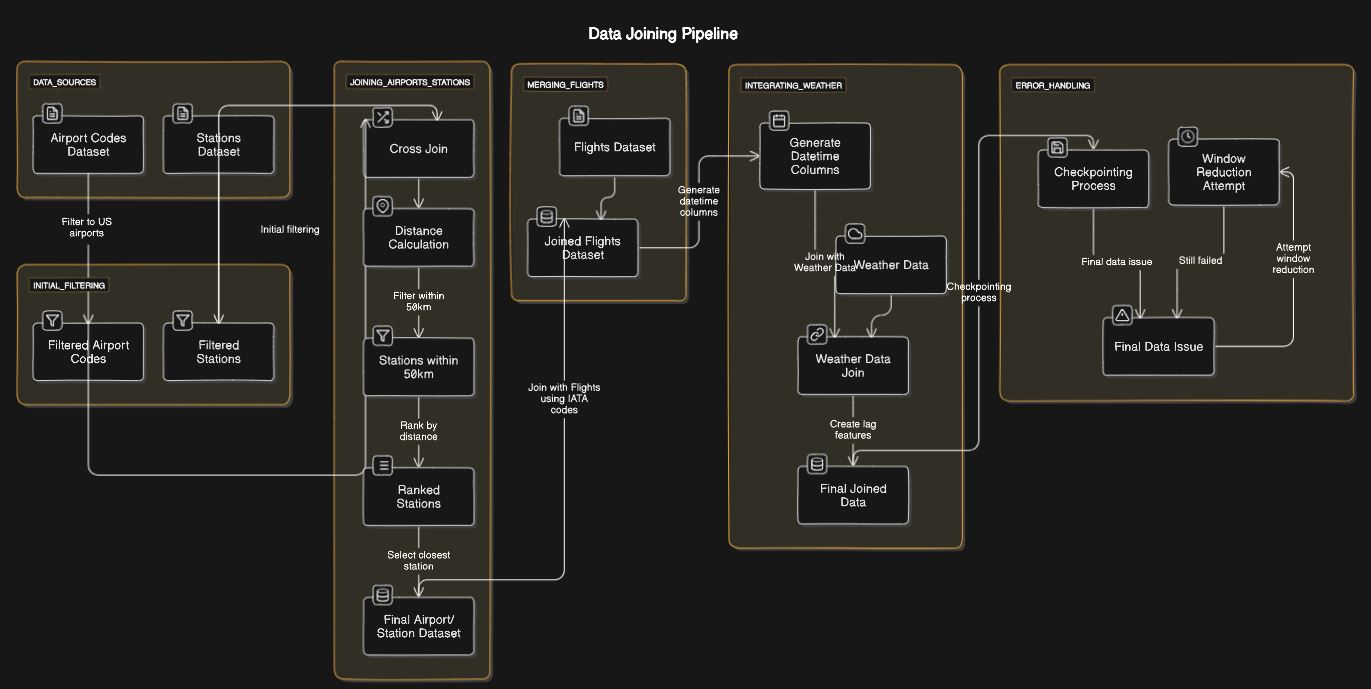 Data Joining Pipeline
DATA_SOURCES
Airport Codes
Dataset
Stations
Dataset
Filter to US
airports
Initial filtering
INITIAL_FILTERING
Filtered Airport
Codes
Filtered
Stations
JOINING_AIRPORTS_STATIONS
Cross Join
Distance
Calculation
Filter within
50km
Stations within
50km
Rank by
distance
Ranked
Stations
Select closest
station
Final Airport/
Station Dataset
MERGING_FLIGHTS
Flights Dataset
Joined Flights
Dataset
Join with Flights
using IATA
codes
Generate
datetime
columns
INTEGRATING_WEATHER
Generate
Datetime
Columns
Join with
Weather Data
Weather Data
Weather Data
Join
Create lag
features
Final Joined
Data
Checkpointing
process
ERROR_HANDLING
Checkpointing
Process
Window
Reduction
Attempt
Final data issue
Still failed
Attempt
window
reduction
Final Data Issue